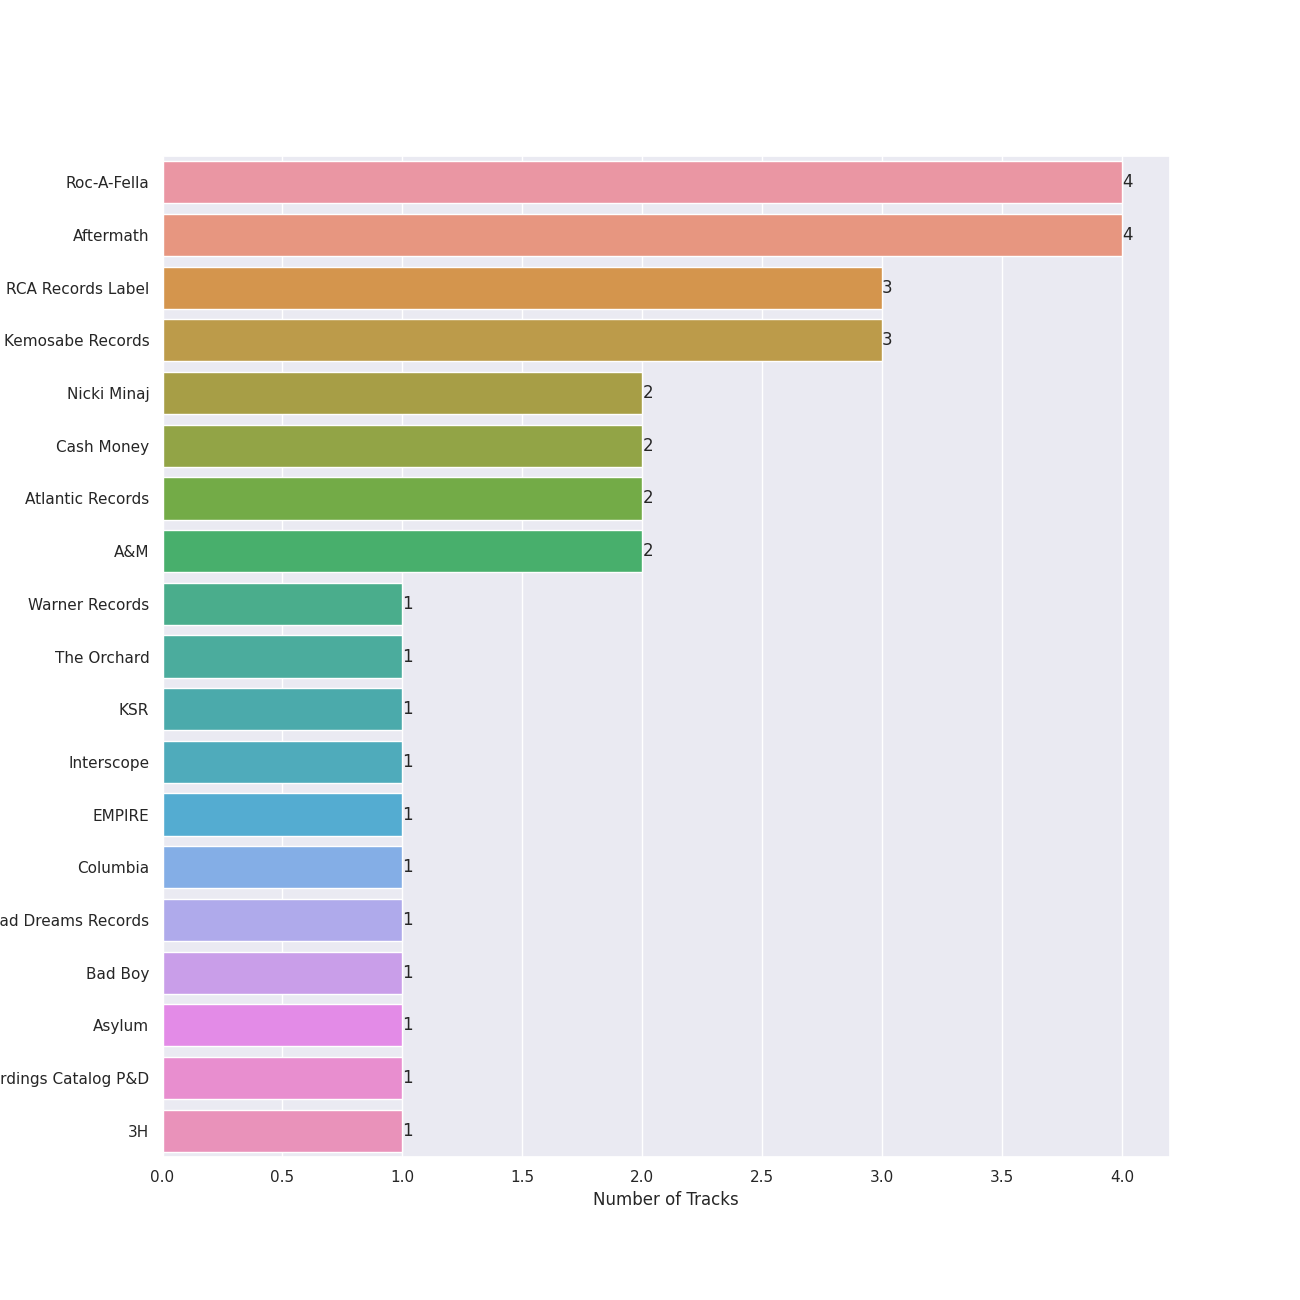 Roc-A-Fella 4
Aftermath 4
RCA Records Label 3
Kemosabe Records 3
Nicki Minaj 2
Cash Money 2
Atlantic Records 2
A&M 2
Warner Records 1
The Orchard 1
KSR 1
Interscope 1
EMPIRE 1
Columbia 1
ad Dreams Records 1
Bad Boy 1
Asylum 1
rdings Catalog P&D 1
3H 1
0.0 0.5 1.0 1.5 2.0 2.5 3.0 3.5 4.0
Number of Tracks